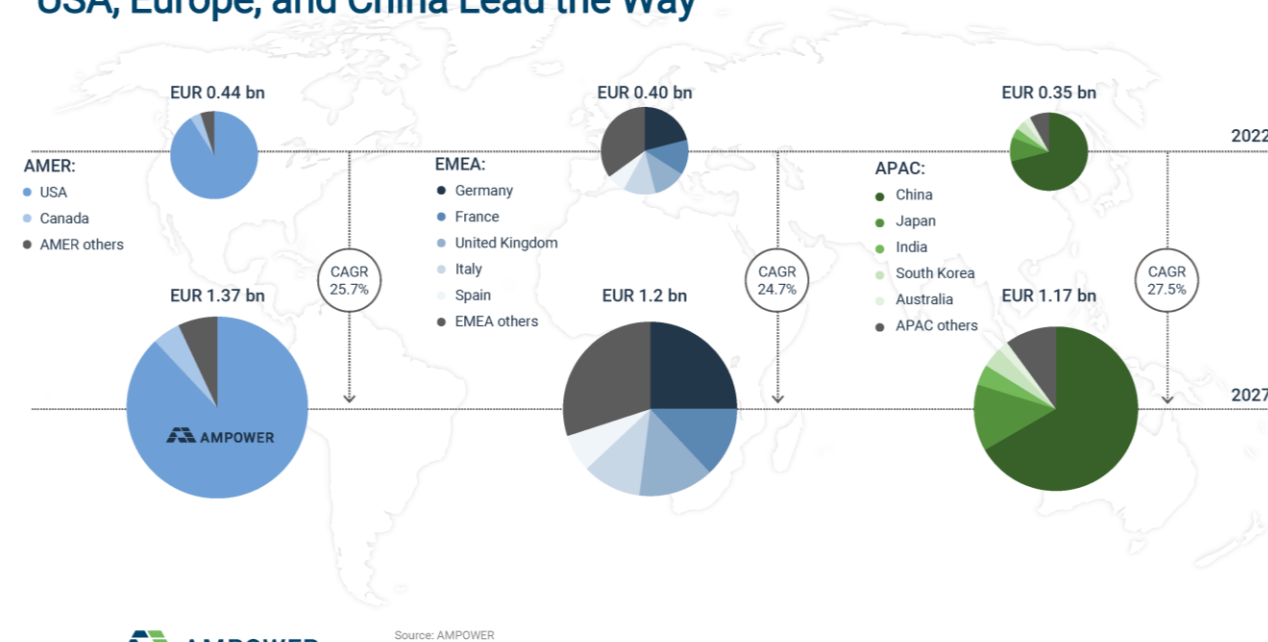 USA, Europe, and China Lead the Way
EUR 0.44 bn
EUR 0.40 bn
EUR 0.35 bn
2022
AMER:
USA
Canada
AMER others
EMEA:
Germany
France
United Kingdom
Italy
Spain
EMEA others
APAC:
China
Japan
India
South Korea
Australia
APAC others
CAGR
25.7%
CAGR
24.7%
CAGR
27.5%
EUR 1.37 bn
EUR 1.2 bn
EUR 1.17 bn
2027
AMPOWER
AMPOWER
Source: AMPOWER